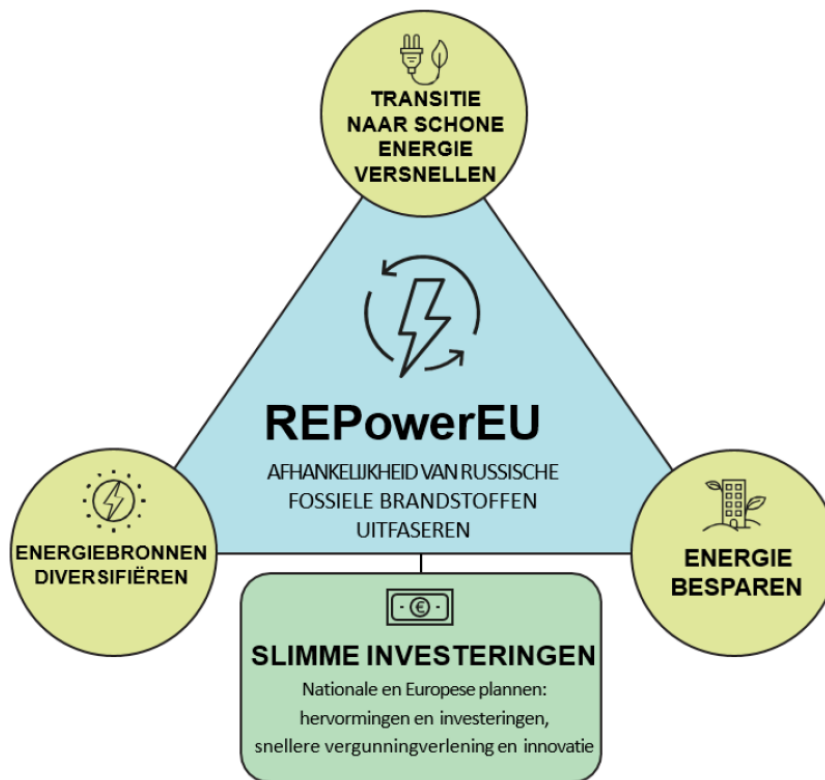 TRANSITIE
NAAR SCHONE
ENERGIE
VERSNELLEN
REPowerEU
AFHANKELIJKHEID VAN RUSSISCHE
FOSSIELE BRANDSTOFFEN
UITFASEREN
ENERGIEBRONNEN
DIVERSIFIËREN
ENERGIE
BESPAREN
€
SLIMME INVESTERINGEN
Nationale en Europese plannen:
hervormingen en investeringen,
snellere vergunningverlening en innovatie